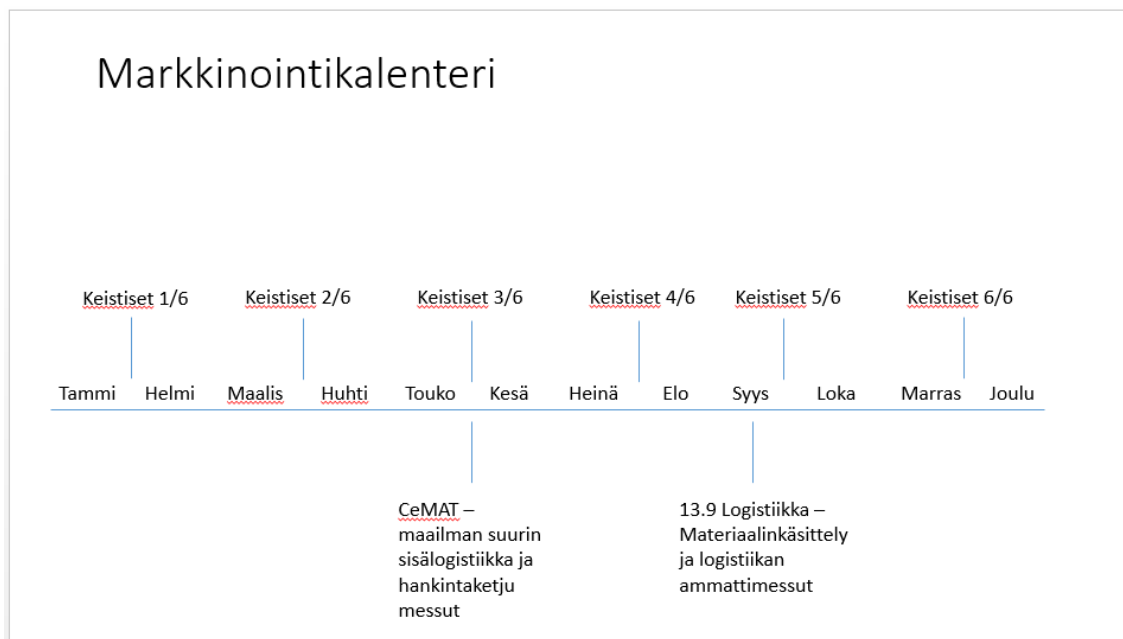 Markkinointikalenteri
Keistiset 1/6 Keistiset 2/6 Keistiset 3/6 Keistiset 4/6 Keistiset 5/6 Keistiset 6/6
Tammi Helmi Maalis Huhti Touko Kesä Heinä Elo Syys Loka Marras Joulu
CeMAT –
maailman suurin
sisälogistiikka ja
hankintaketju
messut
13.9 Logistiikka –
Materiaalinkäsittely
ja logistiikan
ammattimessut